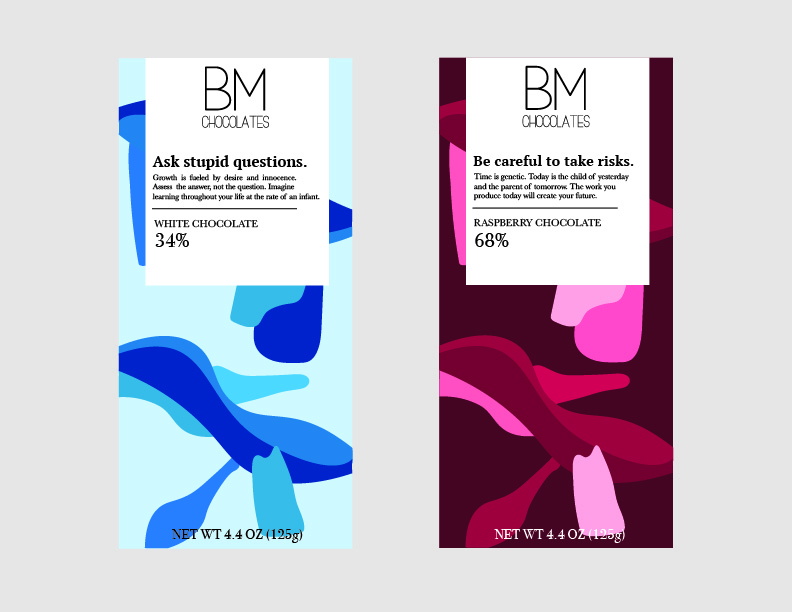 BM
CHOCOLATES
Ask stupid questions.
Growth is fueled by desire and innocence.
Assess the answer, not the question. Imagine
learning throughout your life at the rate of an infant.
WHITE CHOCOLATE
34%
NET WT 4.4 OZ (125g)
BM
CHOCOLATES
Be careful to take risks.
Time is genetic. Today is the child of yesterday
and the parent of tomorrow. The work you
produce today will create your future.
RASPBERRY CHOCOLATE
68%
NET WT 4.4 OZ (125g)